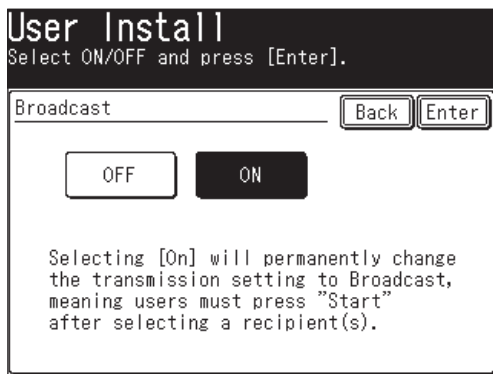 User Install
Select ON/OFF and press [Enter].
Broadcast
Back Enter
OFF ON
Selecting [On] will permanently change
the transmission setting to Broadcast,
meaning users must press "Start"
after selecting a recipient(s).